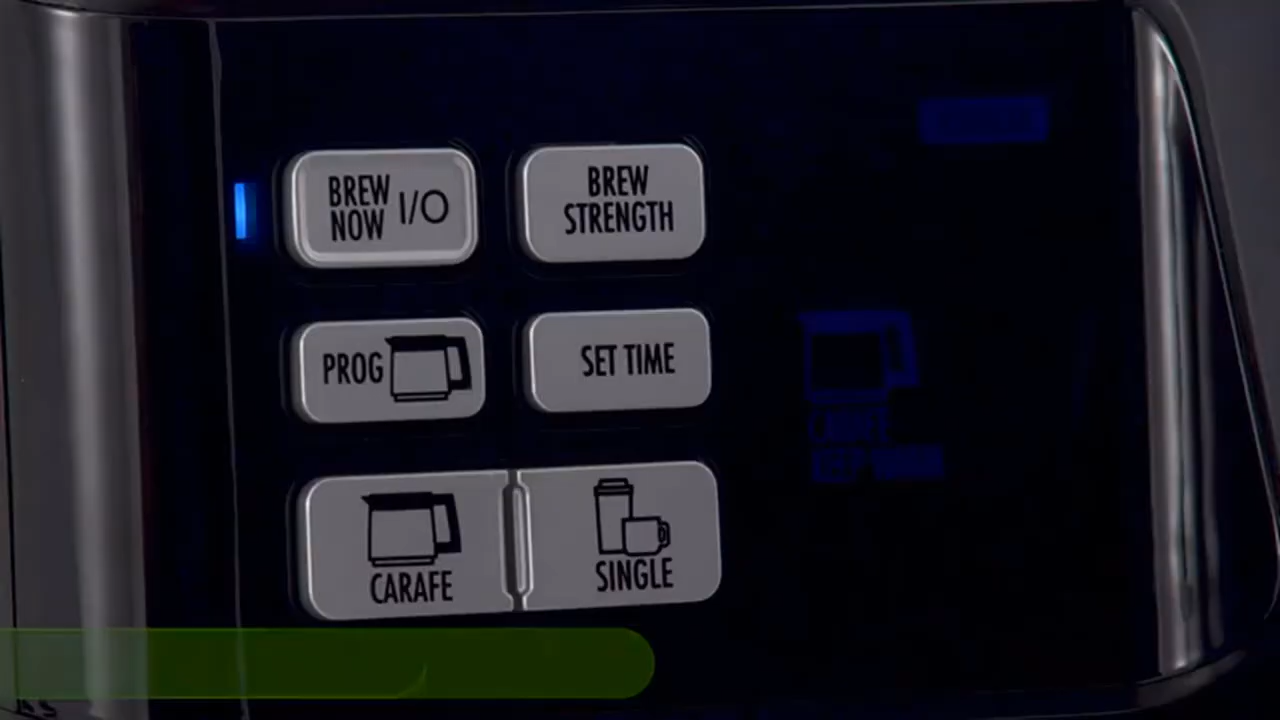 BREW
NOW I/O
BREW
STRENGTH
PROG
SET TIME
CARAFE
SINGLE